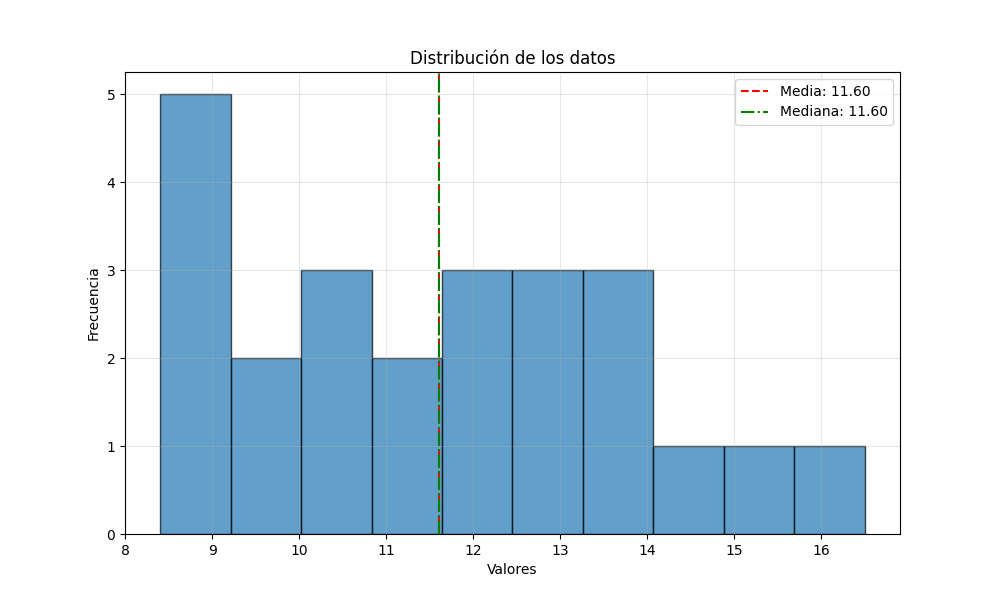 Distribución de los datos
Media: 11.60
Mediana: 11.60
Frecuencia
5
4
3
2
1
0
8 9 10 11 12 13 14 15 16
Valores